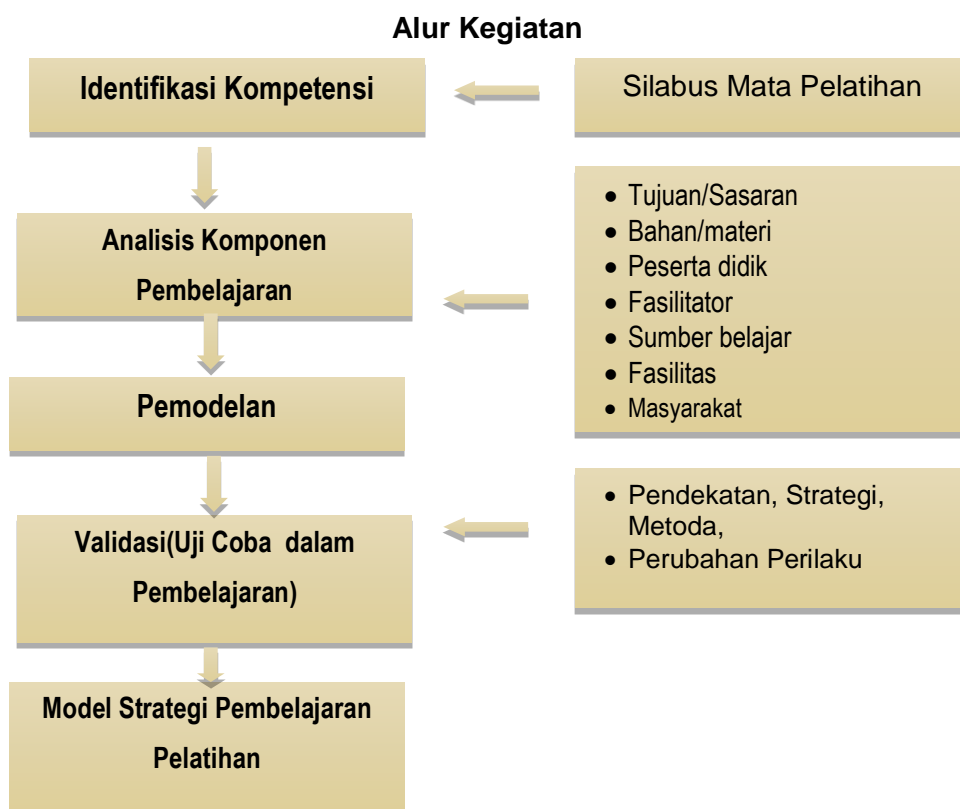 Alur Kegiatan
Identifikasi Kompetensi
Silabus Mata Pelatihan
Analisis Komponen
Pembelajaran
• Tujuan/Sasaran
• Bahan/materi
• Peserta didik
• Fasilitator
• Sumber belajar
• Fasilitas
• Masyarakat
Pemodelan
Validasi(Uji Coba dalam
Pembelajaran)
• Pendekatan, Strategi,
Metoda,
• Perubahan Perilaku
Model Strategi Pembelajaran
Pelatihan